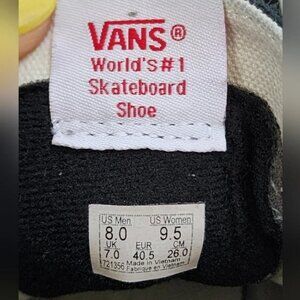 VANS®
World's #1
Skateboard
Shoe
US Men US Women
8.0 9.5
UK EUR CM
7.0 40.5 26.0
721356 Made in Vietnam
Fabriqué en Vietnam